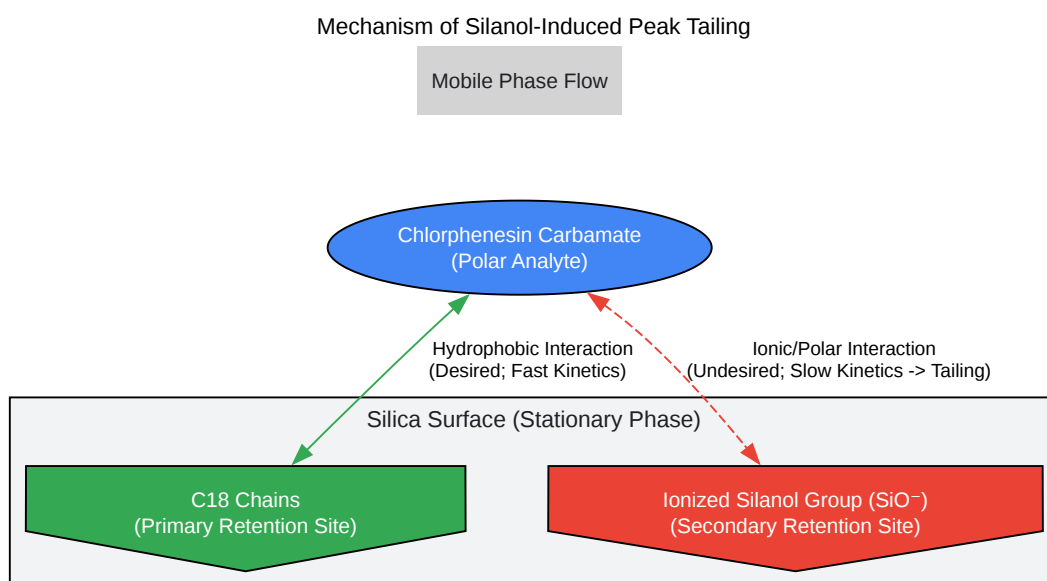 Mechanism of Silanol-Induced Peak Tailing
Mobile Phase Flow
Chlorphenesin Carbamate
(Polar Analyte)
Hydrophobic Interaction
(Desired; Fast Kinetics)
Ionic/Polar Interaction
(Undesired; Slow Kinetics -> Tailing)
Silica Surface (Stationary Phase)
C18 Chains
(Primary Retention Site)
Ionized Silanol Group (SiO⁻)
(Secondary Retention Site)